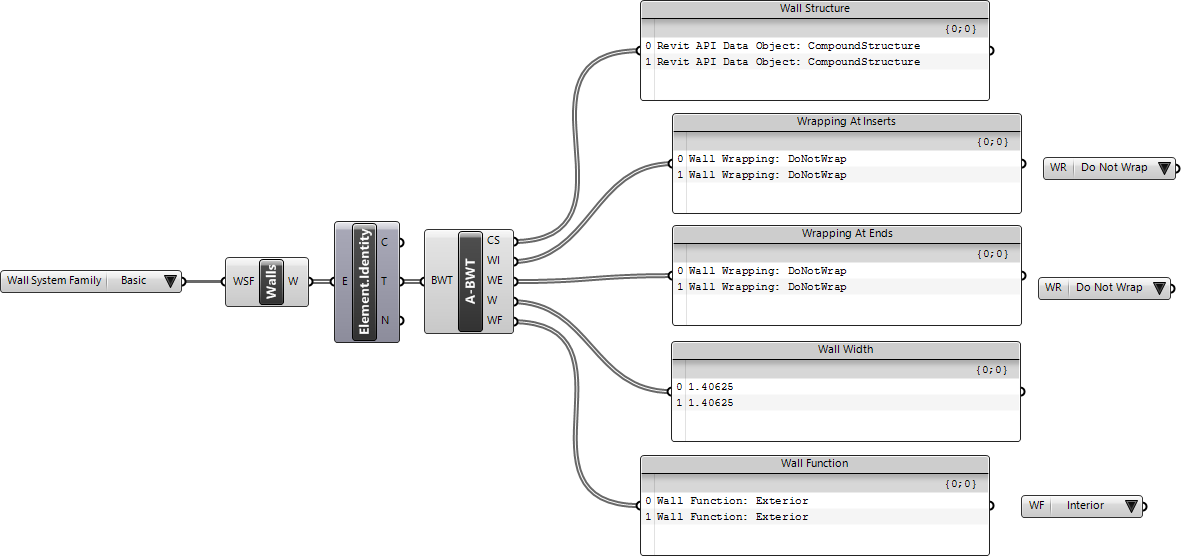 Wall Structure
{0;0}
0 Revit API Data Object: CompoundStructure
1 Revit API Data Object: CompoundStructure
Wrapping At Inserts
{0;0}
0 Wall Wrapping: DoNotWrap
1 Wall Wrapping: DoNotWrap
WR Do Not Wrap
Wall System Family Basic
WSF Walls W
E Element.Identity C T N
BWT A-BWT CS WI WE W WF
Wrapping At Ends
{0;0}
0 Wall Wrapping: DoNotWrap
1 Wall Wrapping: DoNotWrap
WR Do Not Wrap
Wall Width
{0;0}
0 1.40625
1 1.40625
Wall Function
{0;0}
0 Wall Function: Exterior
1 Wall Function: Exterior
WF Interior